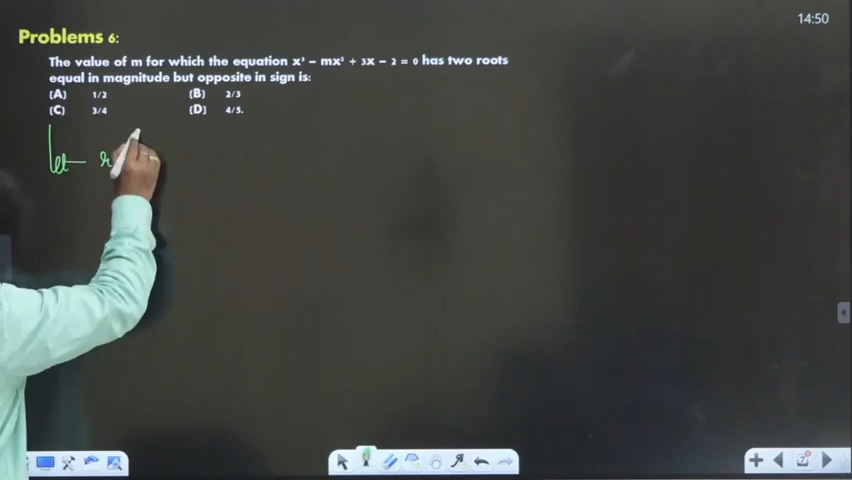 14:50
Problems 6:
The value of m for which the equation x³ – mx² + 3x – 2 = 0 has two roots
equal in magnitude but opposite in sign is:
(A) 1/2 (B) 2/3
(C) 3/4 (D) 4/5.
let